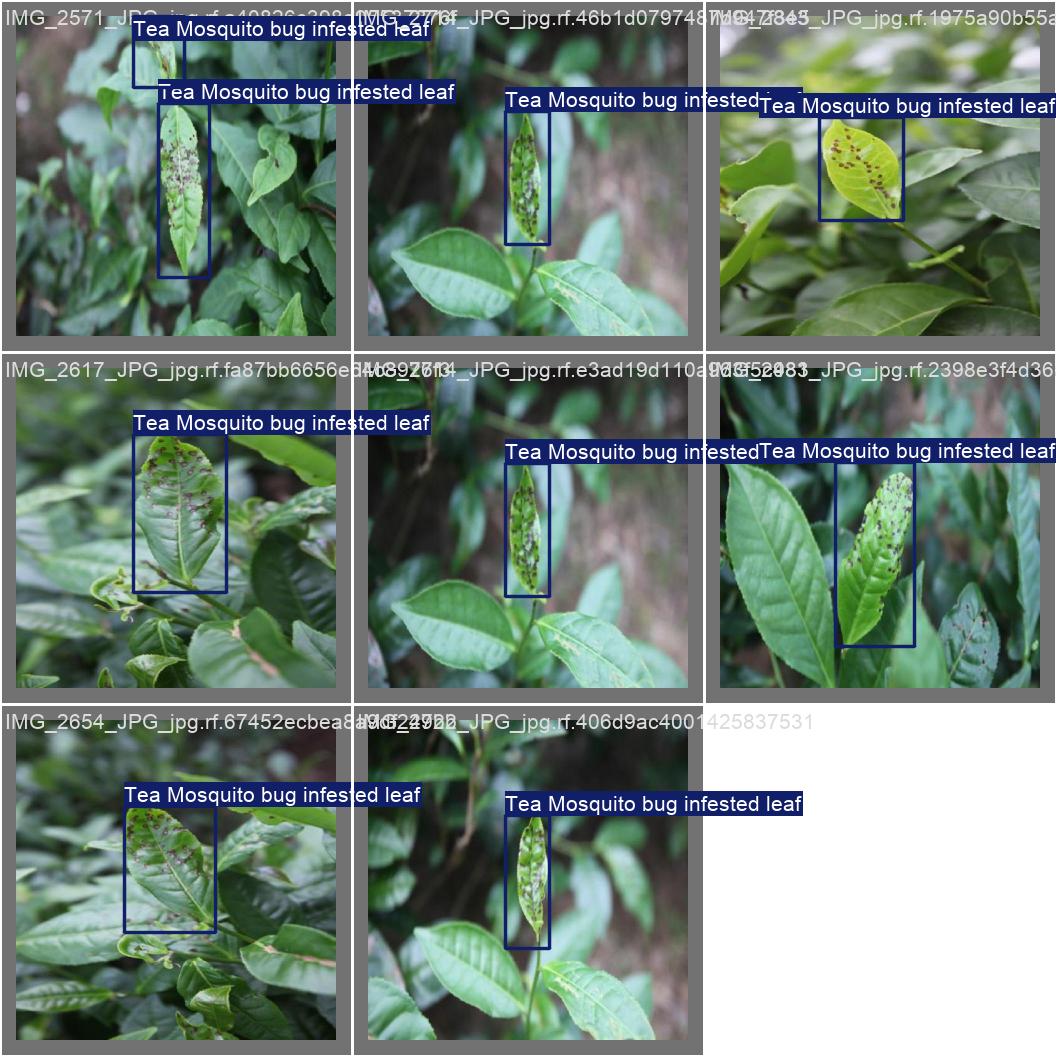 IMG_2571_JPG_jpg.rf.
Tea Mosquito bug infested leaf
Tea Mosquito bug infested leaf
_JPG_jpg.rf.46b1d0797487
Tea Mosquito bug infested
_JPG_jpg.rf.1975a90b55a
Tea Mosquito bug infested leaf
IMG_2617_JPG_jpg.rf.fa87bb6656e
Tea Mosquito bug infested leaf
_JPG_jpg.rf.e3ad19d110a
Tea Mosquito bug infested
_JPG_jpg.rf.2398e3f4d36
Tea Mosquito bug infested leaf
IMG_2654_JPG_jpg.rf.67452ecbea8
Tea Mosquito bug infested leaf
_JPG_jpg.rf.406d9ac4001425837531
Tea Mosquito bug infested leaf